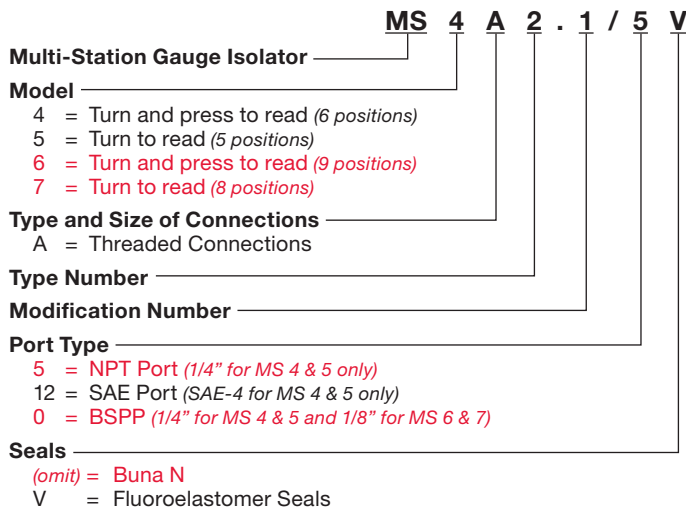 MS 4 A 2 . 1 / 5 V
Multi-Station Gauge Isolator
Model
4 = Turn and press to read (6 positions)
5 = Turn to read (5 positions)
6 = Turn and press to read (9 positions)
7 = Turn to read (8 positions)
Type and Size of Connections
A = Threaded Connections
Type Number
Modification Number
Port Type
5 = NPT Port (1/4” for MS 4 & 5 only)
12 = SAE Port (SAE-4 for MS 4 & 5 only)
0 = BSPP (1/4” for MS 4 & 5 and 1/8” for MS 6 & 7)
Seals
(omit) = Buna N
V = Fluoroelastomer Seals